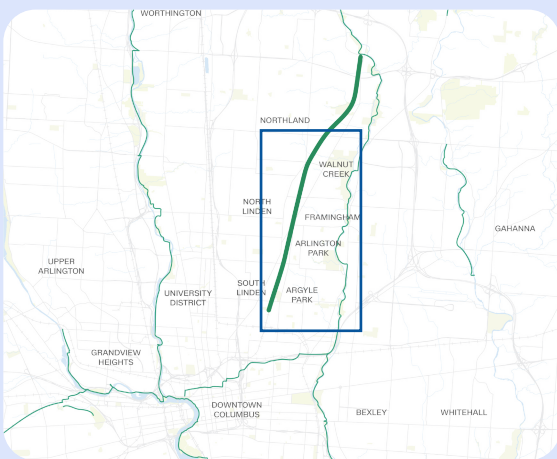 WORTHINGTON
NORTHLAND
WALNUT
CREEK
NORTH
LINDEN
FRAMINGHAM
GAHANNA
ARLINGTON
PARK
UPPER
ARLINGTON
SOUTH
LINDEN
UNIVERSITY
DISTRICT
ARGYLE
PARK
GRANDVIEW
HEIGHTS
DOWNTOWN
COLUMBUS
BEXLEY
WHITEHALL